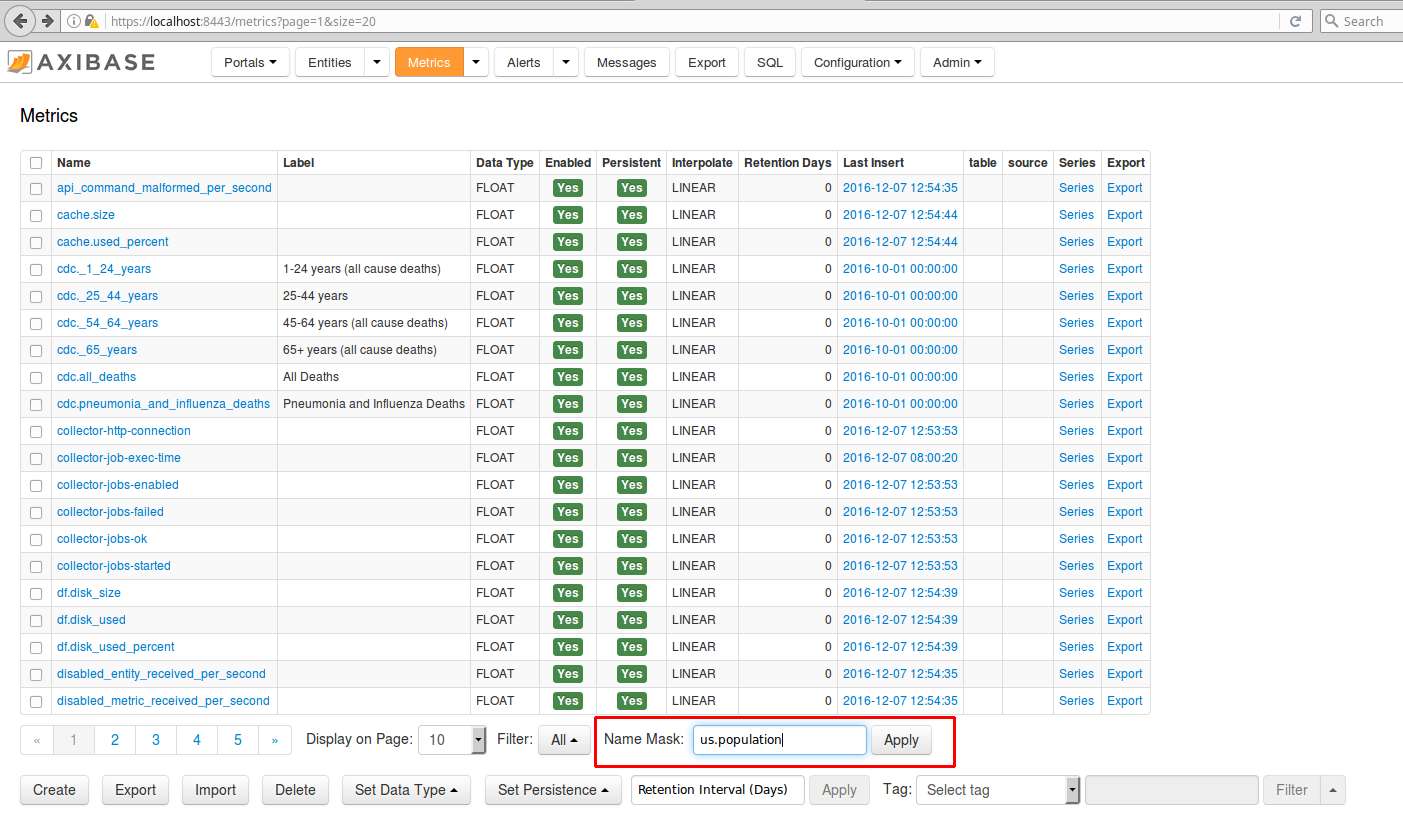 https://localhost:8443/metrics?page=1&size=20 Search
AXIBASE Portals Entities Metrics Alerts Messages Export SQL Configuration Admin
Metrics
Name Label Data Type Enabled Persistent Interpolate Retention Days Last Insert table source Series Export
api_command_malformed_per_second FLOAT Yes Yes LINEAR 0 2016-12-07 12:54:35 Series Export
cache.size FLOAT Yes Yes LINEAR 0 2016-12-07 12:54:44 Series Export
cache.used_percent FLOAT Yes Yes LINEAR 0 2016-12-07 12:54:44 Series Export
cdc._1_24_years 1-24 years (all cause deaths) FLOAT Yes Yes LINEAR 0 2016-10-01 00:00:00 Series Export
cdc._25_44_years 25-44 years FLOAT Yes Yes LINEAR 0 2016-10-01 00:00:00 Series Export
cdc._54_64_years 45-64 years (all cause deaths) FLOAT Yes Yes LINEAR 0 2016-10-01 00:00:00 Series Export
cdc._65_years 65+ years (all cause deaths) FLOAT Yes Yes LINEAR 0 2016-10-01 00:00:00 Series Export
cdc.all_deaths All Deaths FLOAT Yes Yes LINEAR 0 2016-10-01 00:00:00 Series Export
cdc.pneumonia_and_influenza_deaths Pneumonia and Influenza Deaths FLOAT Yes Yes LINEAR 0 2016-10-01 00:00:00 Series Export
collector-http-connection FLOAT Yes Yes LINEAR 0 2016-12-07 12:53:53 Series Export
collector-job-exec-time FLOAT Yes Yes LINEAR 0 2016-12-07 08:00:20 Series Export
collector-jobs-enabled FLOAT Yes Yes LINEAR 0 2016-12-07 12:53:53 Series Export
collector-jobs-failed FLOAT Yes Yes LINEAR 0 2016-12-07 12:53:53 Series Export
collector-jobs-ok FLOAT Yes Yes LINEAR 0 2016-12-07 12:53:53 Series Export
collector-jobs-started FLOAT Yes Yes LINEAR 0 2016-12-07 12:53:53 Series Export
df.disk_size FLOAT Yes Yes LINEAR 0 2016-12-07 12:54:39 Series Export
df.disk_used FLOAT Yes Yes LINEAR 0 2016-12-07 12:54:39 Series Export
df.disk_used_percent FLOAT Yes Yes LINEAR 0 2016-12-07 12:54:39 Series Export
disabled_entity_received_per_second FLOAT Yes Yes LINEAR 0 2016-12-07 12:54:35 Series Export
disabled_metric_received_per_second FLOAT Yes Yes LINEAR 0 2016-12-07 12:54:35 Series Export
« 1 2 3 4 5 » Display on Page: 10 Filter: All Name Mask: us.population Apply
Create Export Import Delete Set Data Type Set Persistence Retention Interval (Days) Apply Tag: Select tag Filter